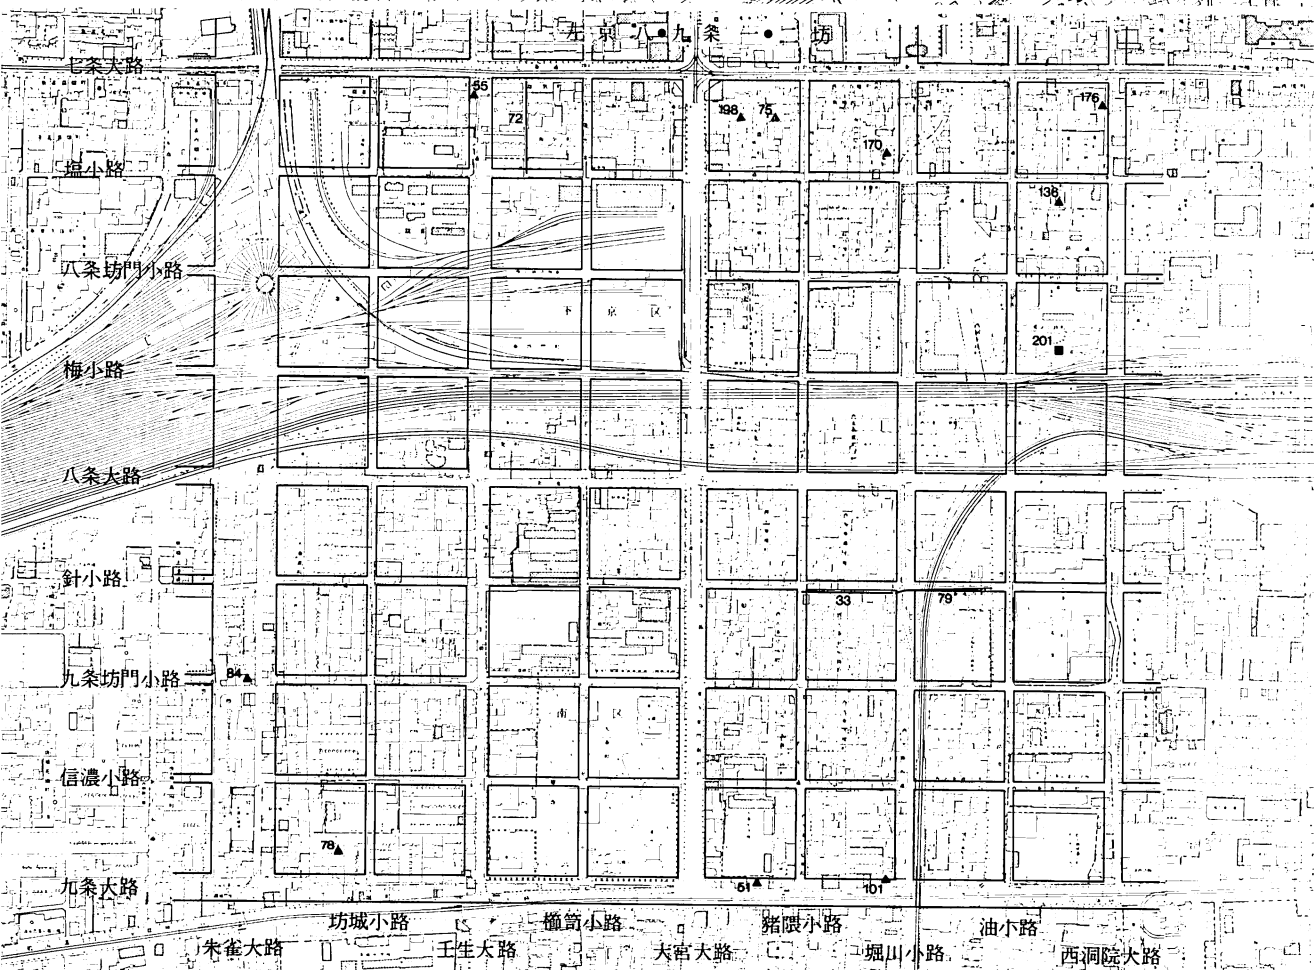 左京八・九条・坊
七条大路
55
72
198
75
176
170
塩小路
136
八条坊門小路
下京区
201
梅小路
八条大路
針小路
33
79
九条坊門小路
84
南区
信濃小路
78
九条大路
51
101
坊城小路
櫛笥小路
猪隈小路
油小路
朱雀大路
壬生大路
大宮大路
堀川小路
西洞院大路